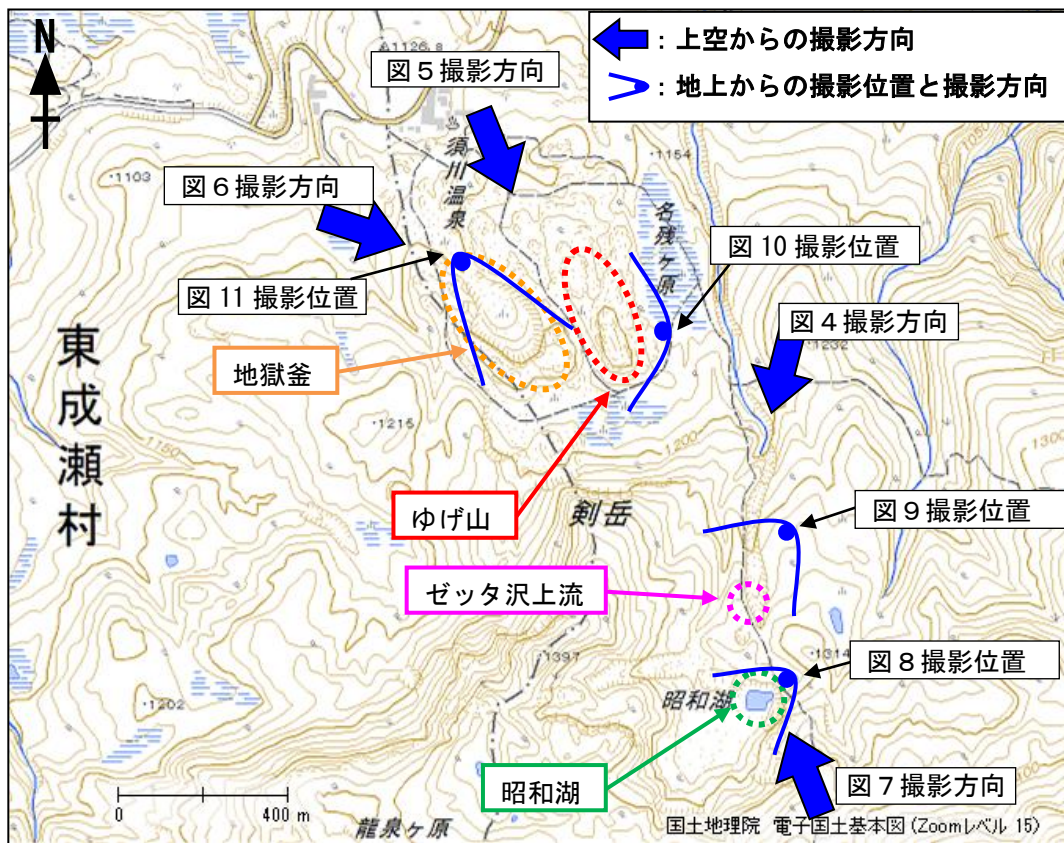 N
：上空からの撮影方向
：地上からの撮影位置と撮影方向
1126.8
図５撮影方向
須川温泉
・1154
・1103
図６撮影方向
名残ヶ原
図10撮影位置
図11撮影位置
図４撮影方向
・1232
東成瀬村
地獄釜
・1215
1150
1200
1300
ゆげ山
剣岳
図９撮影位置
ゼッタ沢上流
・1397
・1314
図８撮影位置
昭和湖
・1202
昭和湖
図７撮影方向
0
400 m
龍泉ヶ原
国土地理院 電子国土基本図(Zoomレベル 15)